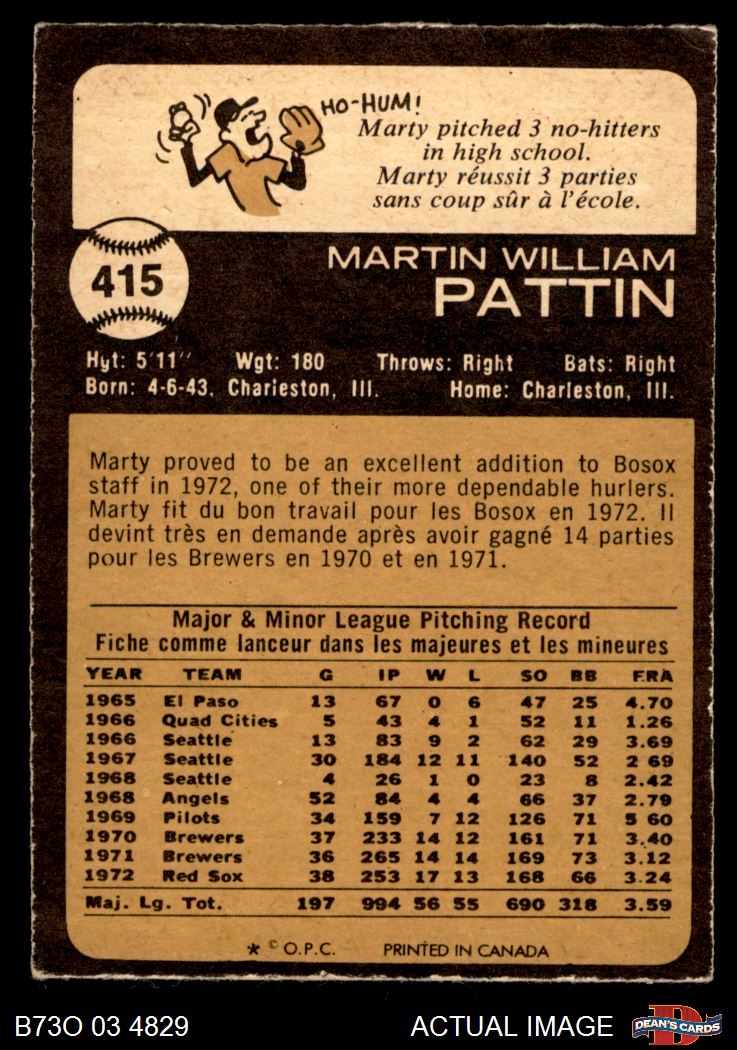 HO-HUM!
Marty pitched 3 no-hitters
in high school.
Marty réussit 3 parties
sans coup sûr à l'école.
415
MARTIN WILLIAM
PATTIN
Hgt: 5'11" Wgt: 180 Throws: Right Bats: Right
Born: 4-6-43, Charleston, Ill. Home: Charleston, Ill.
Marty proved to be an excellent addition to Bosox
staff in 1972, one of their more dependable hurlers.
Marty fit du bon travail pour les Bosox en 1972. Il
devint très en demande après avoir gagné 14 parties
pour les Brewers en 1970 et en 1971.
Major & Minor League Pitching Record
Fiche comme lanceur dans les majeures et les mineures
YEAR TEAM G IP W L SO BB ERA
1965 El Paso 13 67 0 6 47 25 4.70
1966 Quad Cities 5 43 4 1 52 11 1.26
1966 Seattle 13 83 9 2 62 29 3.69
1967 Seattle 30 184 12 11 140 52 2 69
1968 Seattle 4 26 1 0 23 8 2.42
1968 Angels 52 84 4 4 66 37 2.79
1969 Pilots 34 159 7 12 126 71 5 60
1970 Brewers 37 233 14 12 161 71 3.40
1971 Brewers 36 265 14 14 169 73 3.12
1972 Red Sox 38 253 17 13 168 66 3.24
Maj. Lg. Tot. 197 994 56 55 690 318 3.59
* © O.P.C. PRINTED IN CANADA
B73O 03 4829 ACTUAL IMAGE DEAN'S CARDS